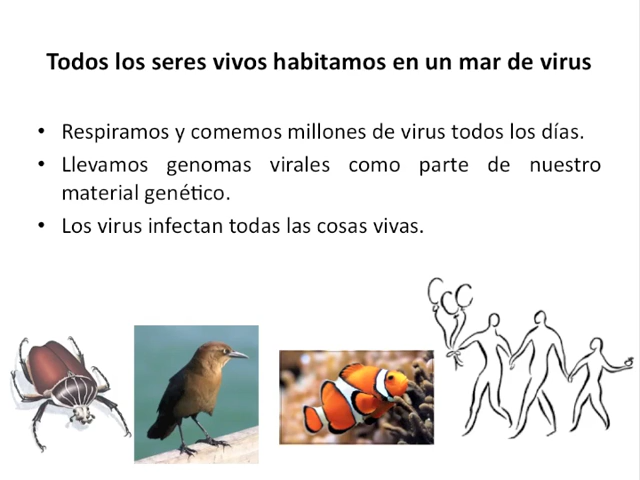 Todos los seres vivos habitamos en un mar de virus
• Respiramos y comemos millones de virus todos los días.
• Llevamos genomas virales como parte de nuestro
material genético.
• Los virus infectan todas las cosas vivas.